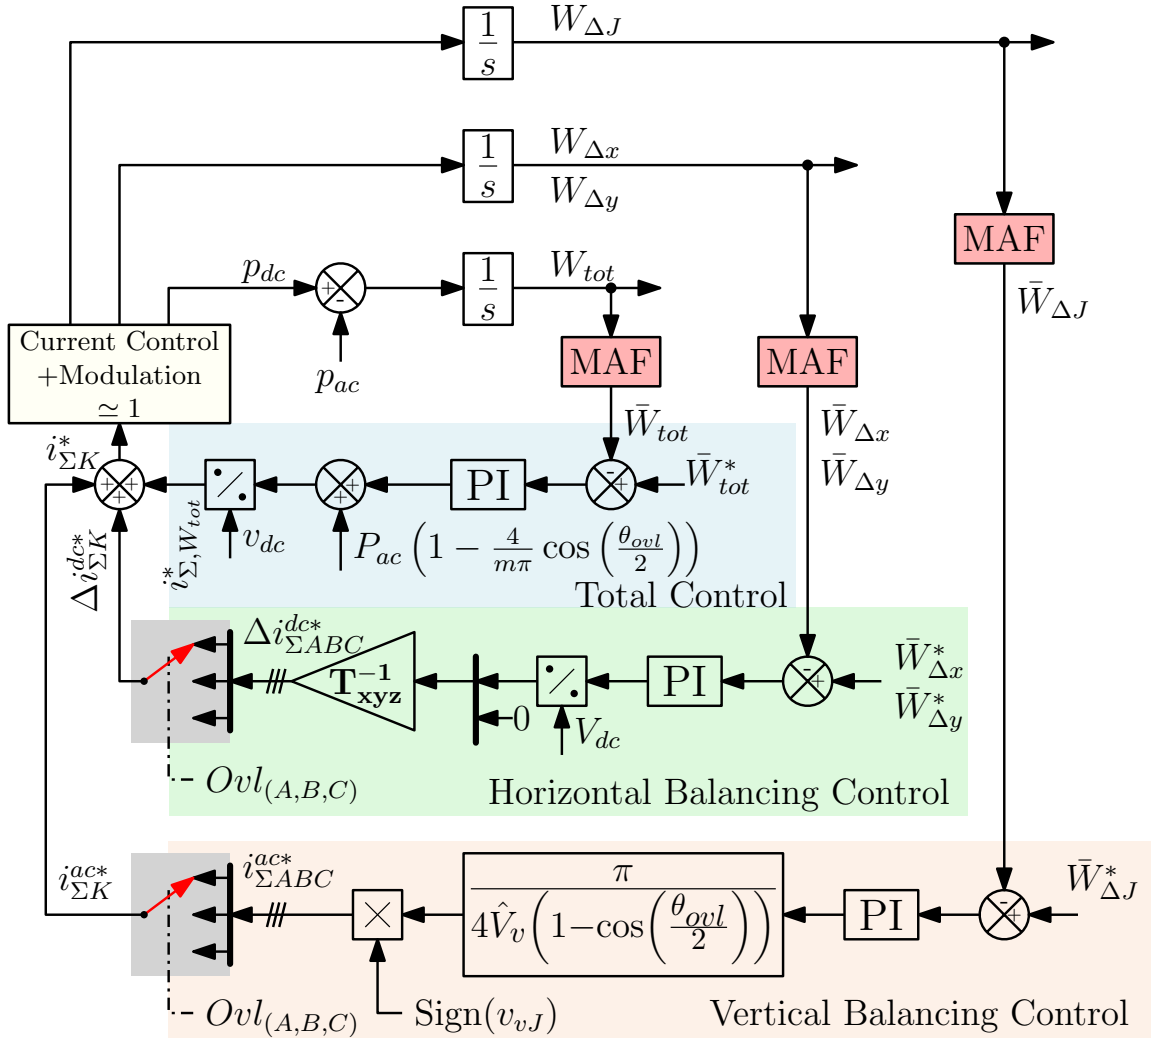 1/s W_{ΔJ}
1/s W_{Δx}
W_{Δy}
MAF
p_{dc} + - 1/s W_{tot}
W̄_{ΔJ}
Current Control
+Modulation
≃ 1
p_{ac}
MAF MAF
W̄_{tot} W̄_{Δx}
W̄_{Δy}
i*_{ΣK} + + + ÷ + + PI - + W̄*_{tot}
Δi^{dc*}_{ΣK} i*_{Σ,W_{tot}} v_{dc} P_{ac}(1 − 4/(mπ) cos(θ_{ovl}/2))
Total Control
Δi^{dc*}_{ΣABC} T^{−1}_{xyz} ÷ PI - + W̄*_{Δx}
W̄*_{Δy}
0 V_{dc}
Ovl_{(A,B,C)} Horizontal Balancing Control
i^{ac*}_{ΣK} i^{ac*}_{ΣABC} × π/(4V̂_v(1−cos(θ_{ovl}/2))) PI - + W̄*_{ΔJ}
Ovl_{(A,B,C)} Sign(v_{vJ}) Vertical Balancing Control